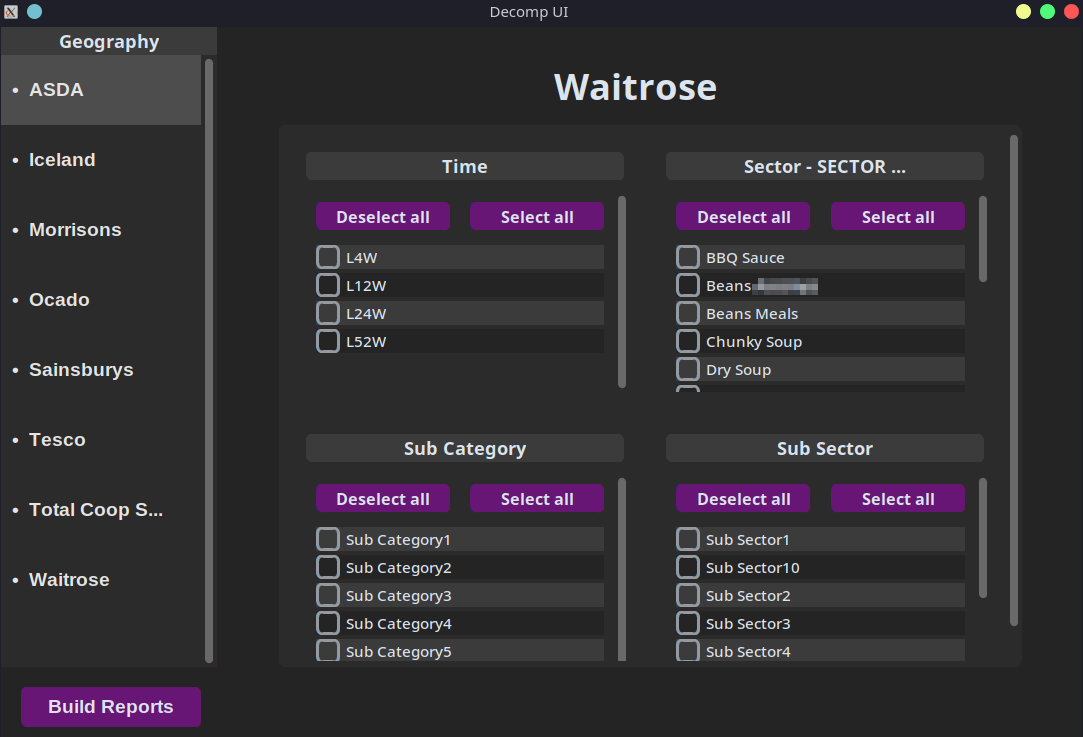 Decomp UI
Geography
• ASDA
• Iceland
• Morrisons
• Ocado
• Sainsburys
• Tesco
• Total Coop S...
• Waitrose
Build Reports
Waitrose
Time
Deselect all Select all
L4W
L12W
L24W
L52W
Sector - SECTOR ...
Deselect all Select all
BBQ Sauce
Beans
Beans Meals
Chunky Soup
Dry Soup
Sub Category
Deselect all Select all
Sub Category1
Sub Category2
Sub Category3
Sub Category4
Sub Category5
Sub Sector
Deselect all Select all
Sub Sector1
Sub Sector10
Sub Sector2
Sub Sector3
Sub Sector4